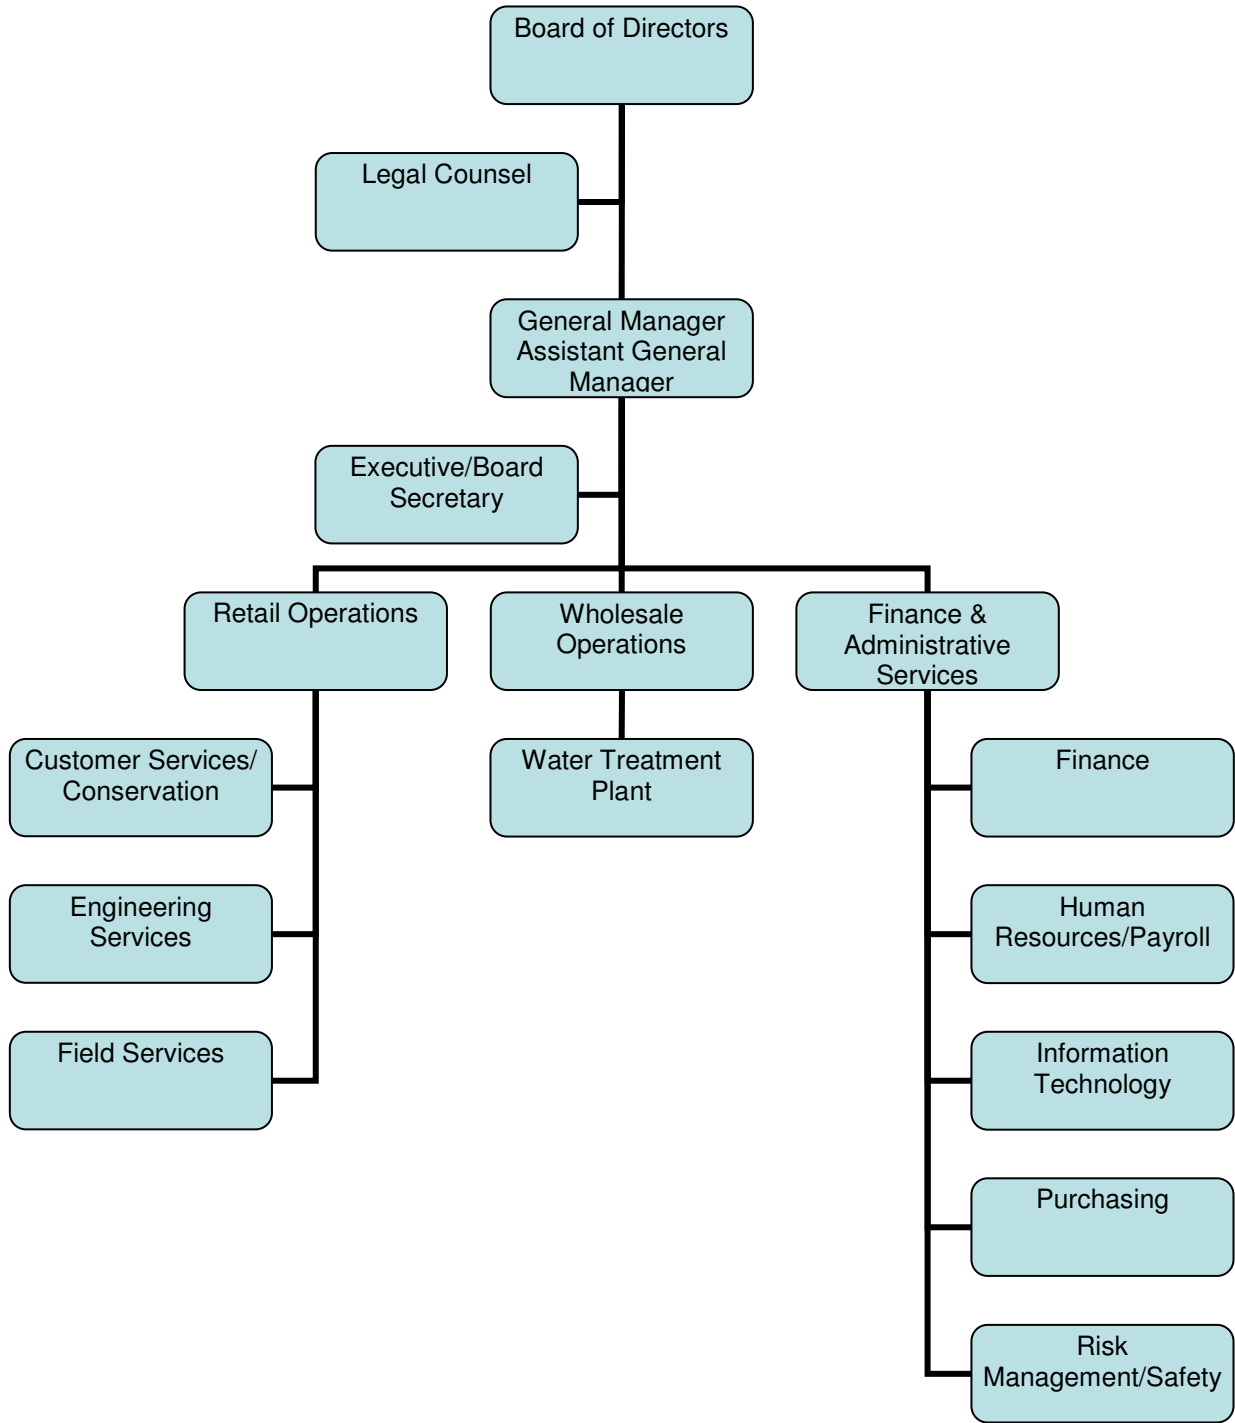 Board of Directors
Legal Counsel
General Manager
Assistant General
Manager
Executive/Board
Secretary
Retail Operations
Wholesale
Operations
Finance &
Administrative
Services
Customer Services/
Conservation
Water Treatment
Plant
Finance
Engineering
Services
Human
Resources/Payroll
Field Services
Information
Technology
Purchasing
Risk
Management/Safety